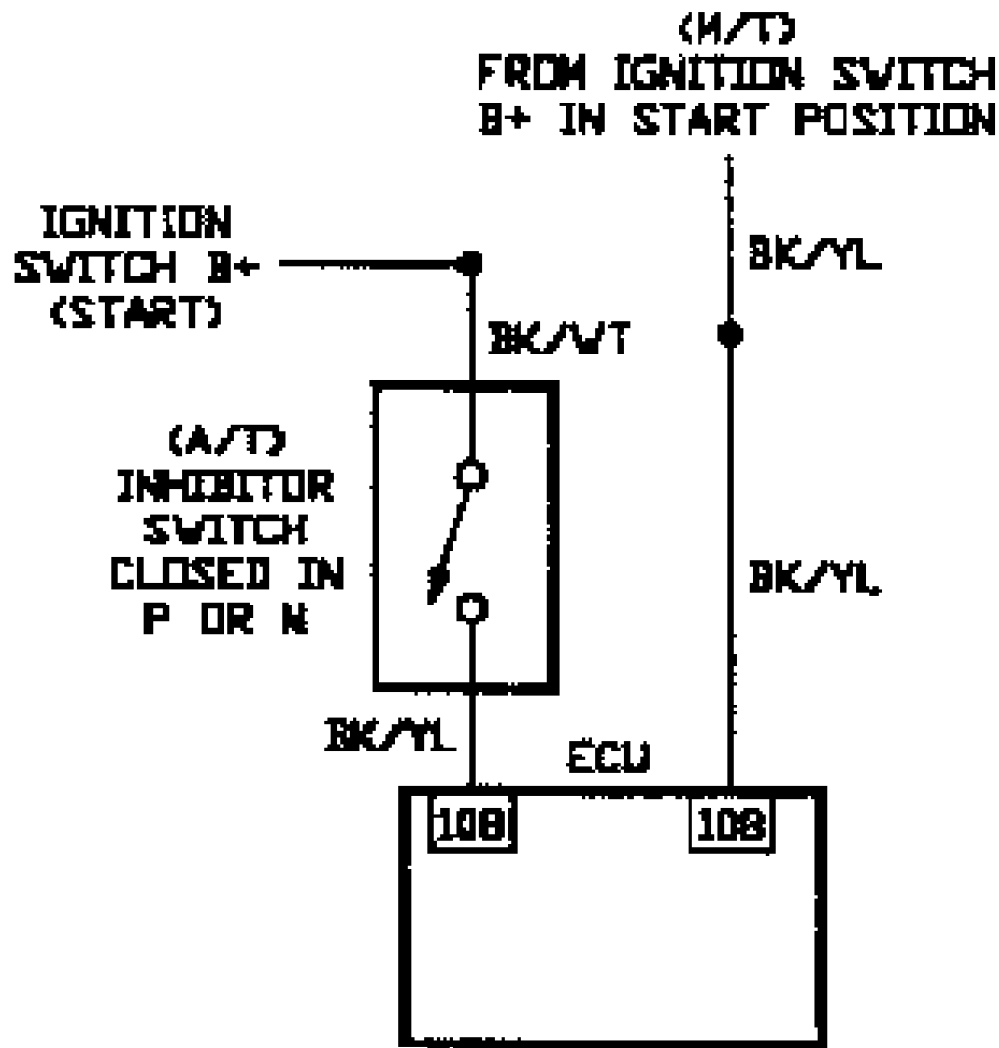 (M/T)
FROM IGNITION SWITCH
B+ IN START POSITION
IGNITION
SWITCH B+
(START)
BK/YL
BK/WT
(A/T)
INHIBITOR
SWITCH
CLOSED IN
P OR N
BK/YL
BK/YL
ECU
108
108